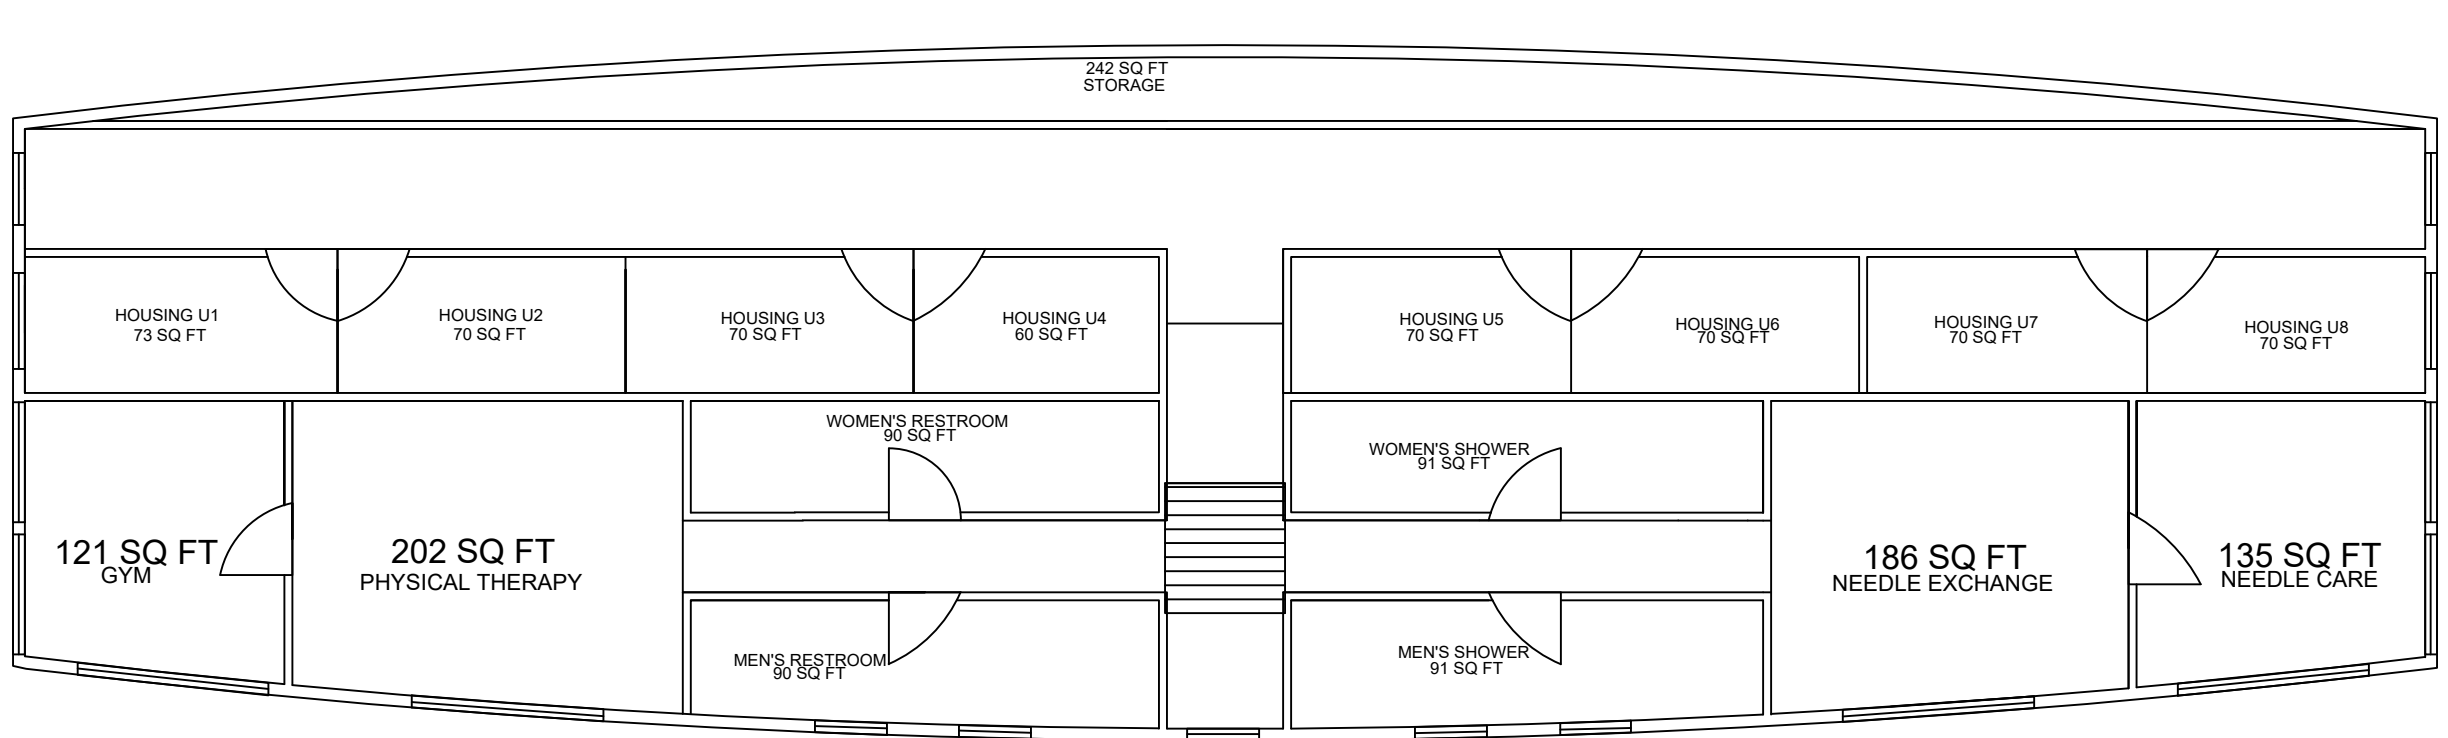 242 SQ FT
STORAGE
HOUSING U1
73 SQ FT
HOUSING U2
70 SQ FT
HOUSING U3
70 SQ FT
HOUSING U4
60 SQ FT
HOUSING U5
70 SQ FT
HOUSING U6
70 SQ FT
HOUSING U7
70 SQ FT
HOUSING U8
70 SQ FT
WOMEN'S RESTROOM
90 SQ FT
WOMEN'S SHOWER
91 SQ FT
121 SQ FT
GYM
202 SQ FT
PHYSICAL THERAPY
186 SQ FT
NEEDLE EXCHANGE
135 SQ FT
NEEDLE CARE
MEN'S RESTROOM
90 SQ FT
MEN'S SHOWER
91 SQ FT